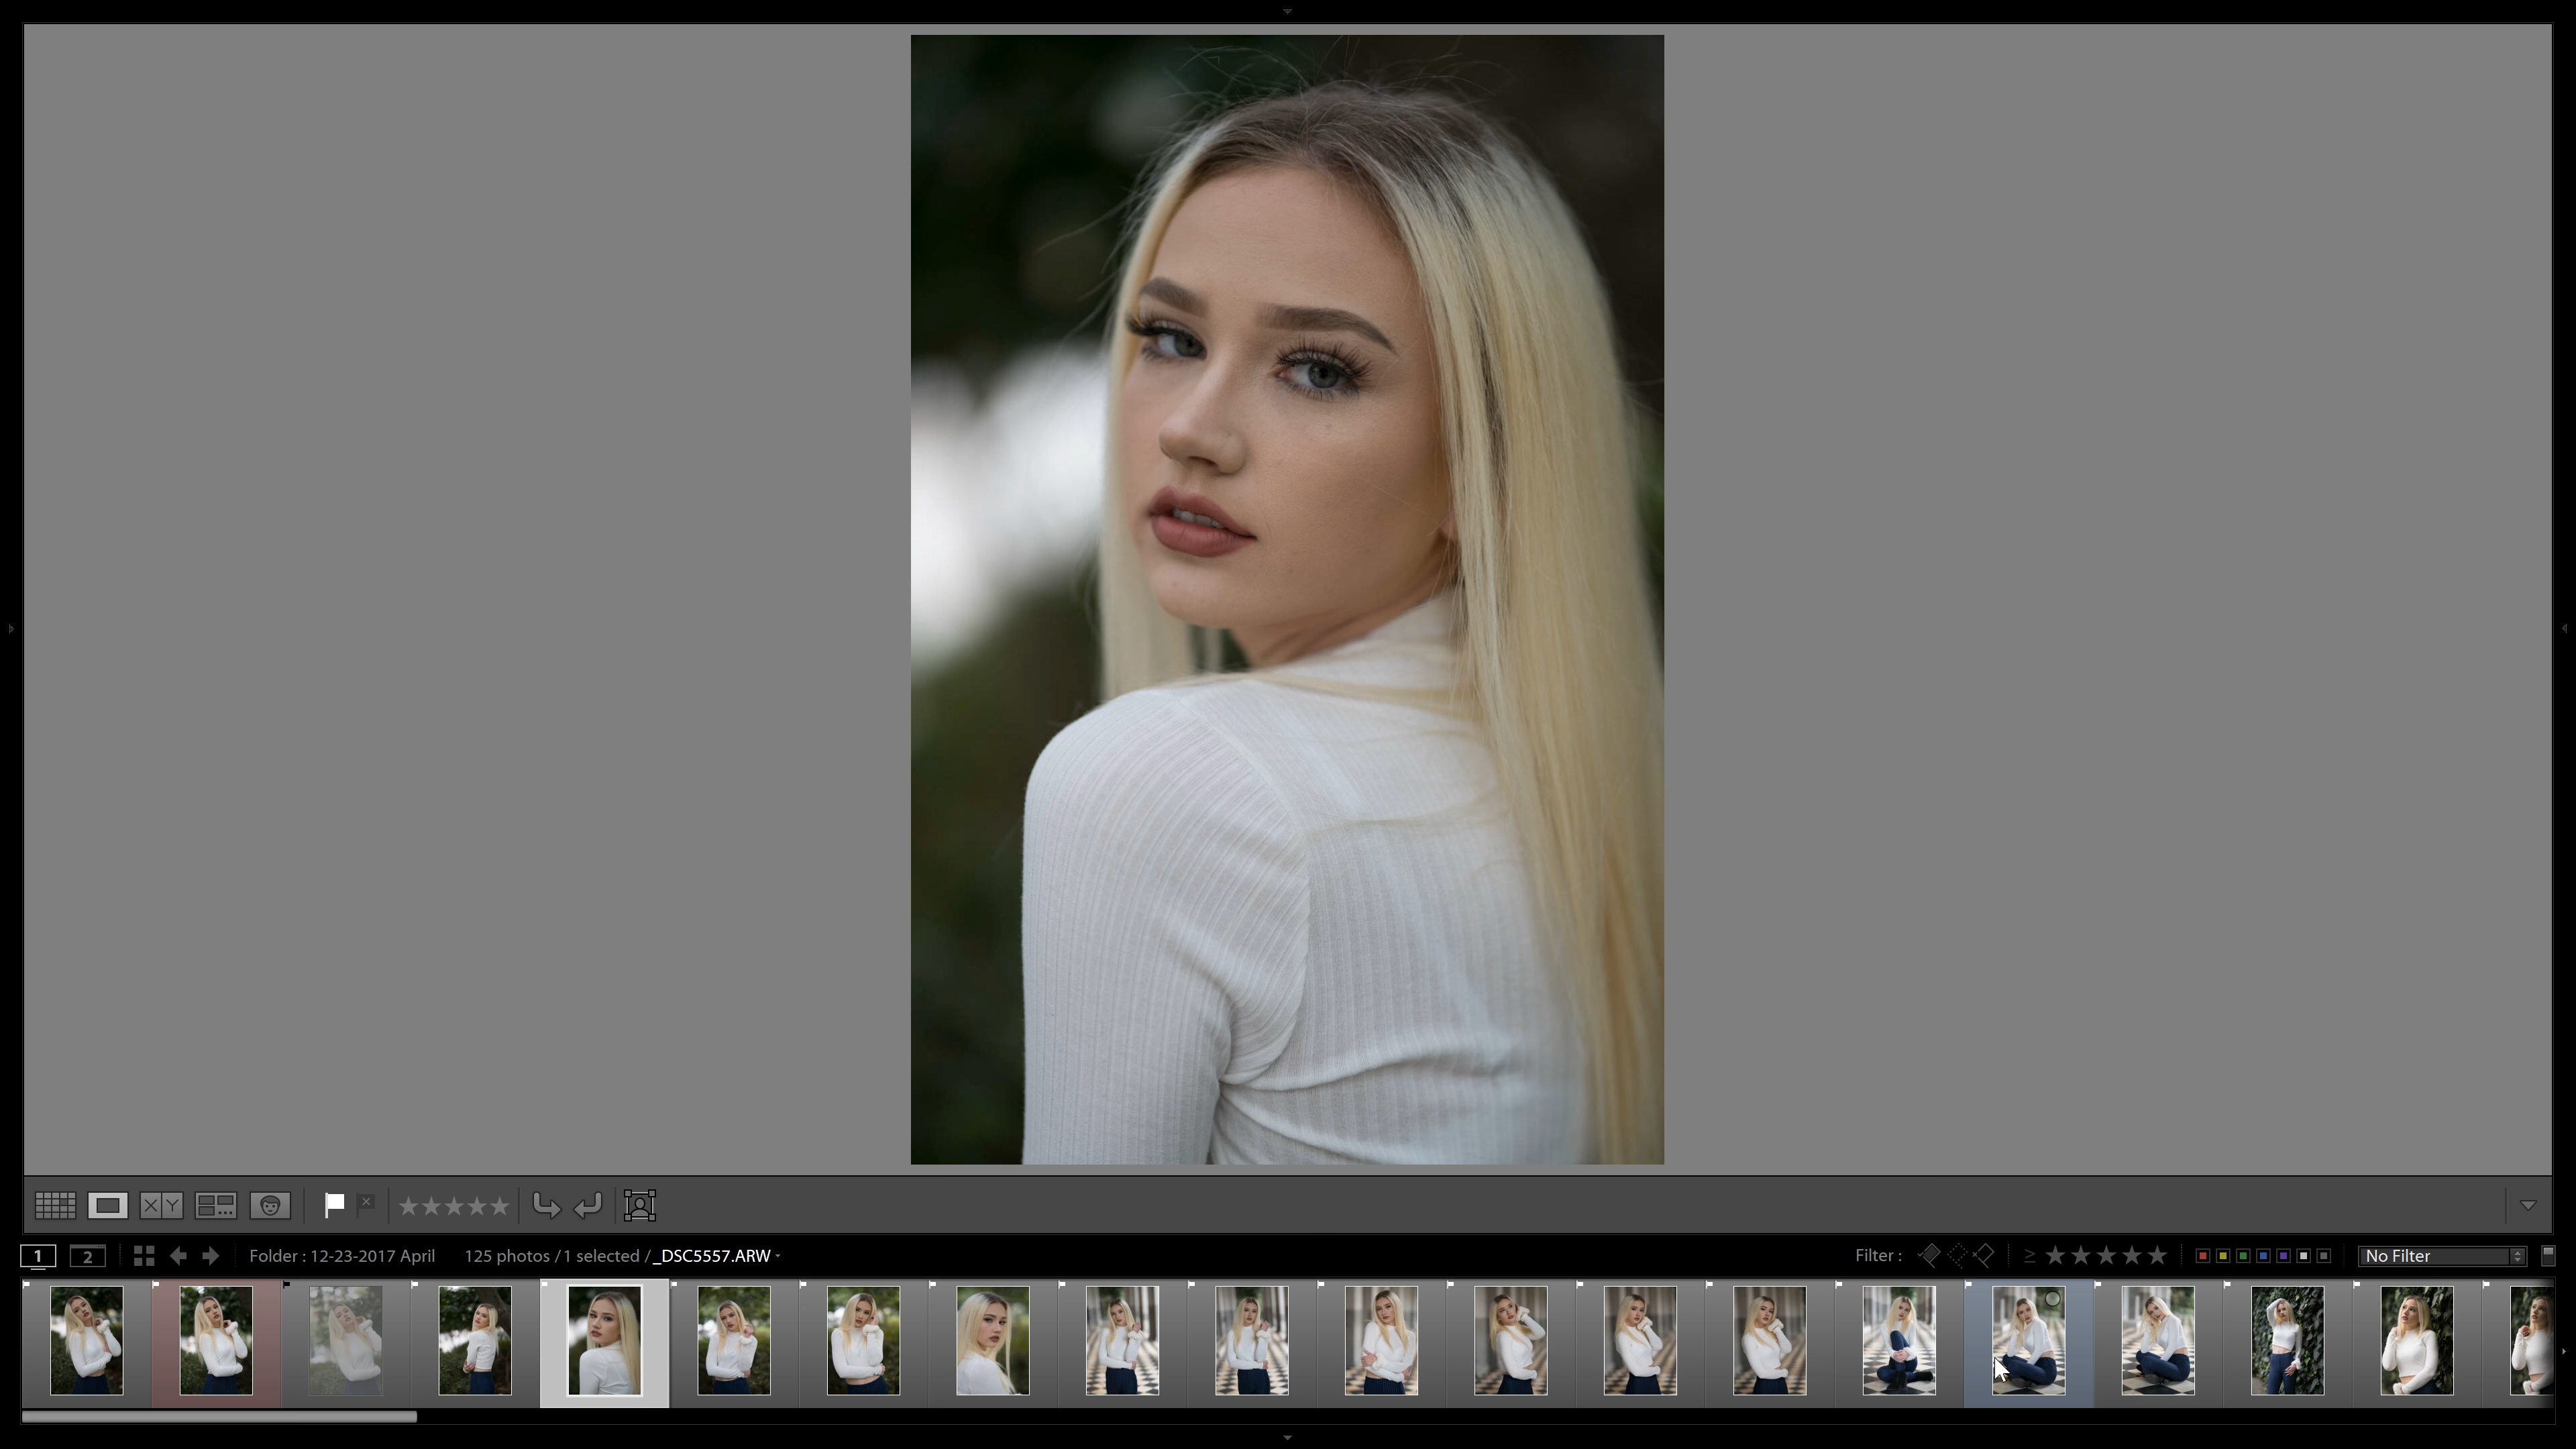 X Y
1 2 Folder : 12-23-2017 April 125 photos / 1 selected / _DSC5557.ARW Filter : ≥ No Filter